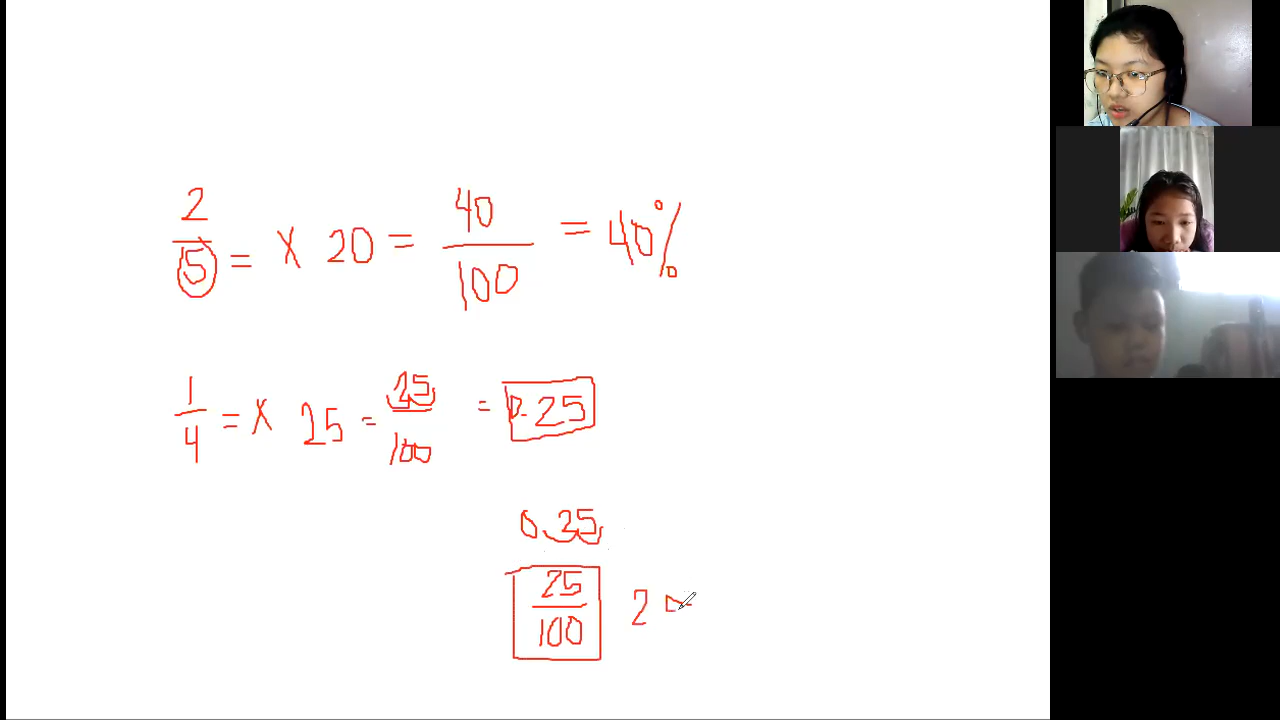 2/5 = x 20 = 40/100 = 40%
1/4 = x 25 = 25/100 = 0.25
0.25
25/100 2